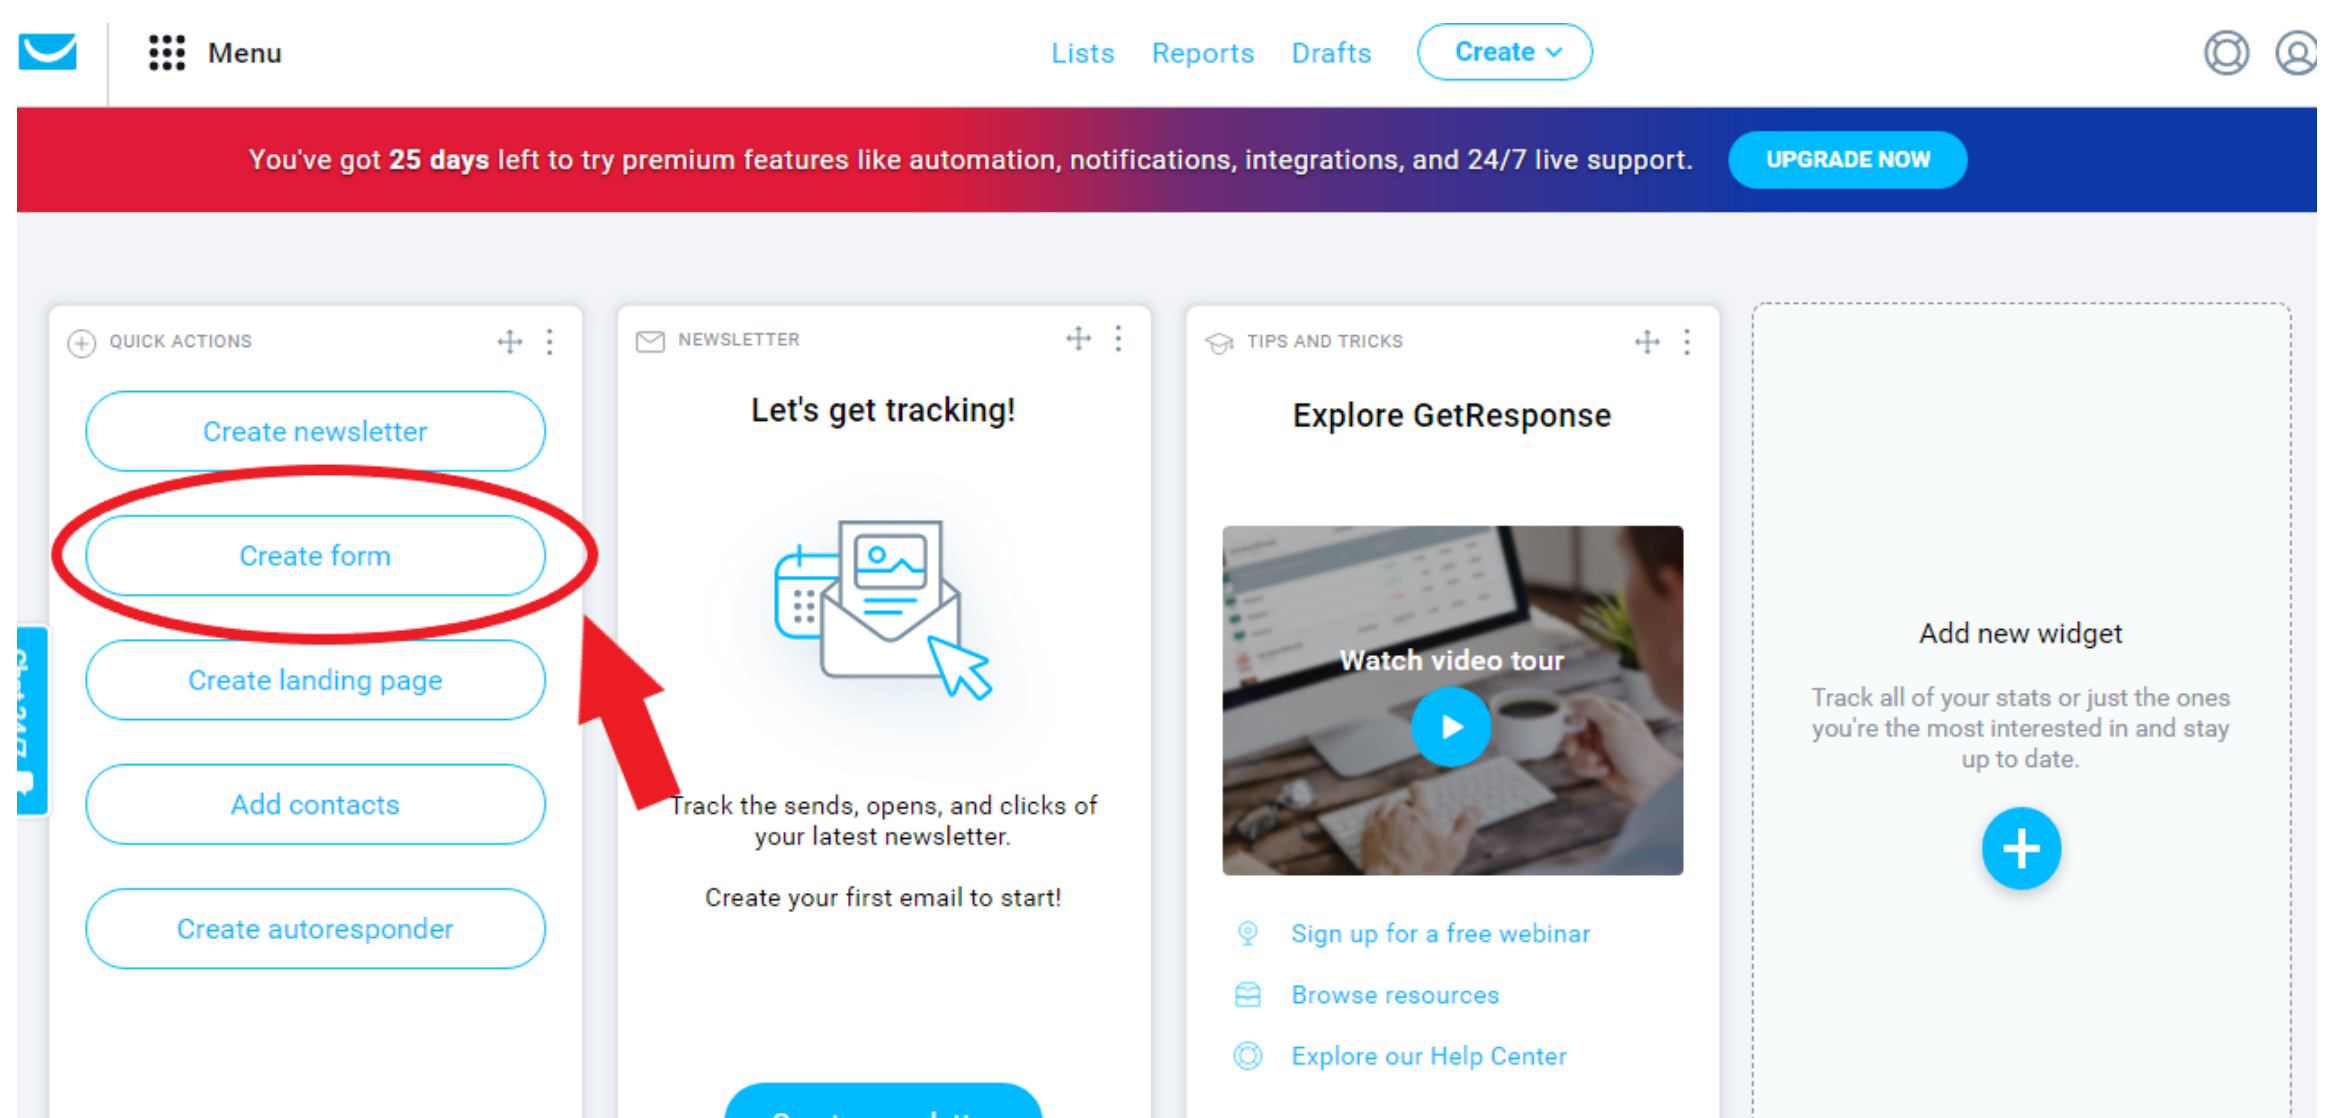 Menu
Lists Reports Drafts Create
You've got 25 days left to try premium features like automation, notifications, integrations, and 24/7 live support. UPGRADE NOW
QUICK ACTIONS
Create newsletter
Create form
Create landing page
Add contacts
Create autoresponder
24/7
NEWSLETTER
Let's get tracking!
Track the sends, opens, and clicks of
your latest newsletter.
Create your first email to start!
TIPS AND TRICKS
Explore GetResponse
Watch video tour
Sign up for a free webinar
Browse resources
Explore our Help Center
Add new widget
Track all of your stats or just the ones
you're the most interested in and stay
up to date.